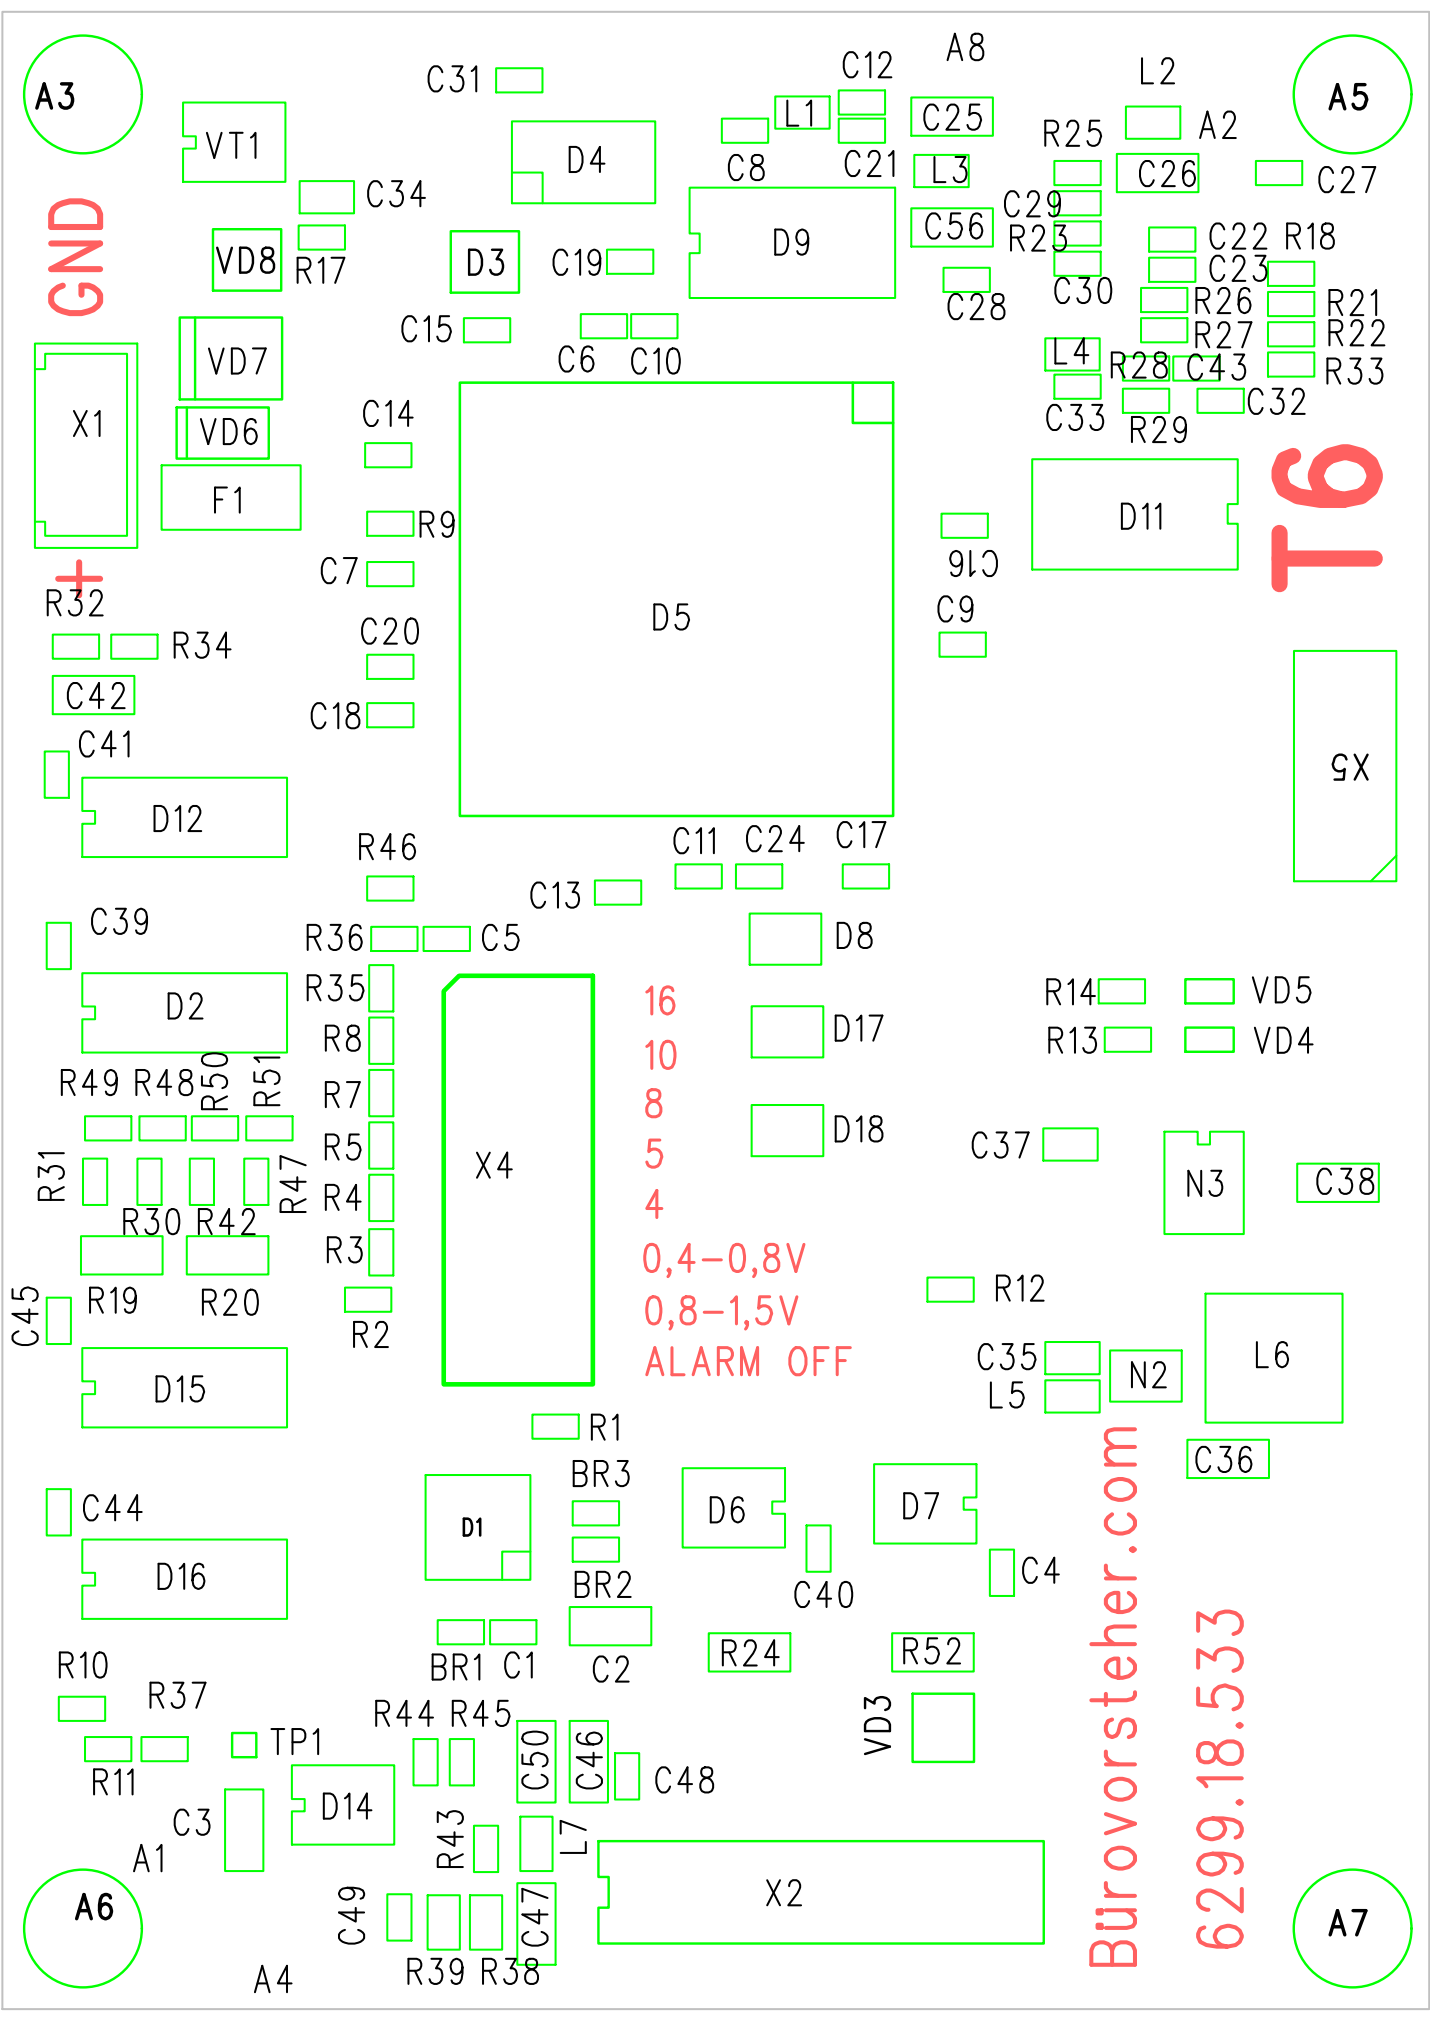 A3
C31
C12
A8
L2
A5
VT1
D4
L1
C25
R25
A2
C8
C21
L3
C26
C27
GND
C34
C29
VD8
R17
D3
C19
D9
C56
R23
C22
R18
C23
C28
C30
R26
R21
C15
R27
R22
VD7
C6
C10
L4
R28
C43
R33
X1
C14
C33
C32
VD6
R29
F1
R9
D11
T6
C7
C16
+
R32
C9
D5
C20
R34
C42
C18
C41
X5
D12
R46
C11
C24
C17
C13
C39
R36
C5
D8
R35
R14
VD5
D2
16
D17
R8
R13
VD4
10
R49
R48
R50
R51
R7
8
D18
R5
5
C37
R31
R47
X4
N3
C38
R4
4
R30
R42
R3
0,4-0,8V
R19
R20
R12
C45
R2
0,8-1,5V
ALARM OFF
C35
L6
D15
L5
N2
R1
C36
BR3
C44
D1
D6
D7
D16
BR2
C40
C4
R10
BR1
C1
C2
R24
R52
R37
R44
R45
VD3
TP1
C50
C46
R11
C48
C3
D14
A1
R43
L7
A6
C49
C47
X2
A7
R39
R38
A4
Bürovorsteher.com
6299.18.533